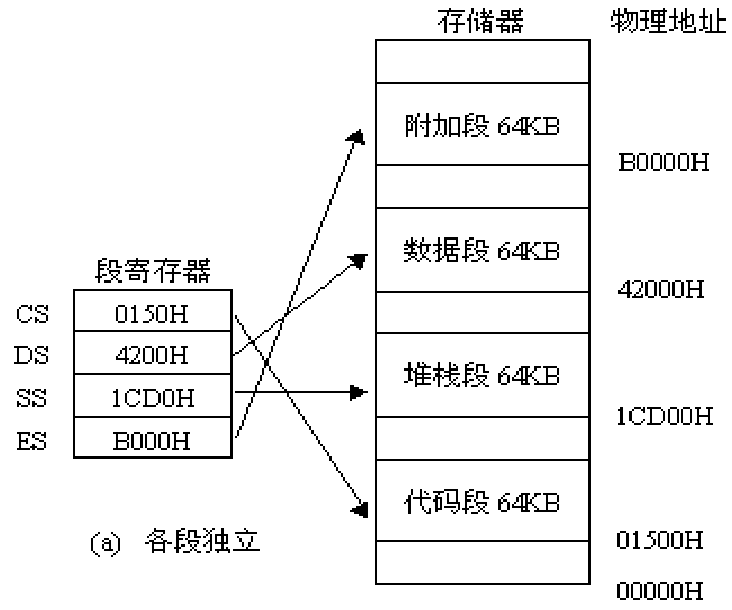 存储器 物理地址
附加段 64KB
B0000H
数据段 64KB
42000H
段寄存器
CS 0150H
DS 4200H
SS 1CD0H
ES B000H
堆栈段 64KB
1CD00H
代码段 64KB
01500H
00000H
(a) 各段独立